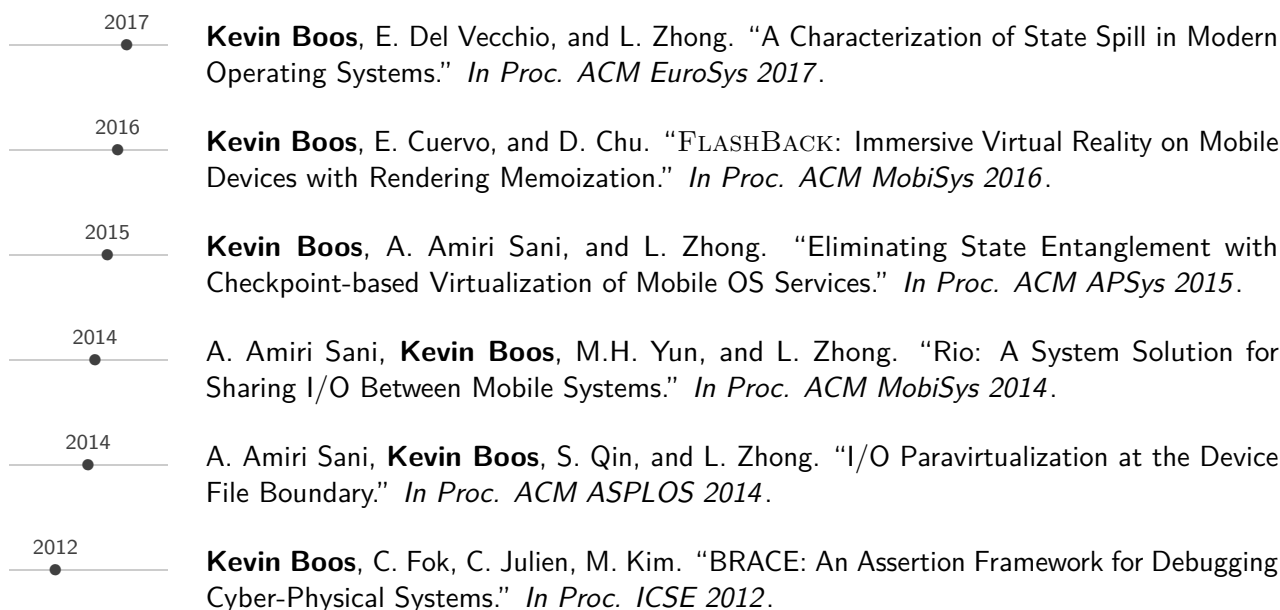 2017
Kevin Boos, E. Del Vecchio, and L. Zhong. “A Characterization of State Spill in Modern
Operating Systems.” In Proc. ACM EuroSys 2017.
2016
Kevin Boos, E. Cuervo, and D. Chu. “FLASHBACK: Immersive Virtual Reality on Mobile
Devices with Rendering Memoization.” In Proc. ACM MobiSys 2016.
2015
Kevin Boos, A. Amiri Sani, and L. Zhong. “Eliminating State Entanglement with
Checkpoint-based Virtualization of Mobile OS Services.” In Proc. ACM APSys 2015.
2014
A. Amiri Sani, Kevin Boos, M.H. Yun, and L. Zhong. “Rio: A System Solution for
Sharing I/O Between Mobile Systems.” In Proc. ACM MobiSys 2014.
2014
A. Amiri Sani, Kevin Boos, S. Qin, and L. Zhong. “I/O Paravirtualization at the Device
File Boundary.” In Proc. ACM ASPLOS 2014.
2012
Kevin Boos, C. Fok, C. Julien, M. Kim. “BRACE: An Assertion Framework for Debugging
Cyber-Physical Systems.” In Proc. ICSE 2012.